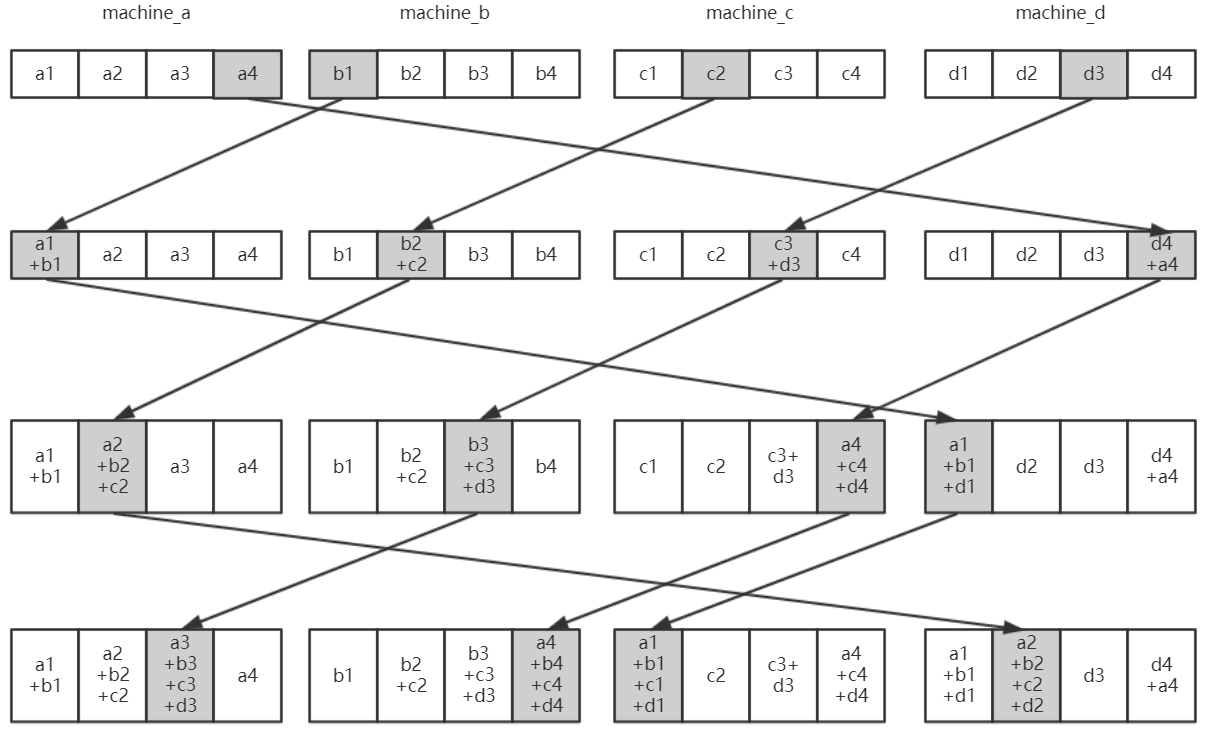 machine_a machine_b machine_c machine_d
a1 a2 a3 a4 b1 b2 b3 b4 c1 c2 c3 c4 d1 d2 d3 d4
a1
+b1
a2
a3
a4
b1
b2
+c2
b3
b4
c1
c2
c3
+d3
c4
d1
d2
d3
d4
+a4
a1
+b1
a2
+b2
+c2
a3
a4
b1
b2
+c2
b3
+c3
+d3
b4
c1
c2
c3+
d3
a4
+c4
+d4
a1
+b1
+d1
d2
d3
d4
+a4
a1
+b1
a2
+b2
+c2
a3
+b3
+c3
+d3
a4
b1
b2
+c2
b3
+c3
+d3
a4
+b4
+c4
+d4
a1
+b1
+c1
+d1
c2
c3+
d3
a4
+c4
+d4
a1
+b1
+d1
a2
+b2
+c2
+d2
d3
d4
+a4